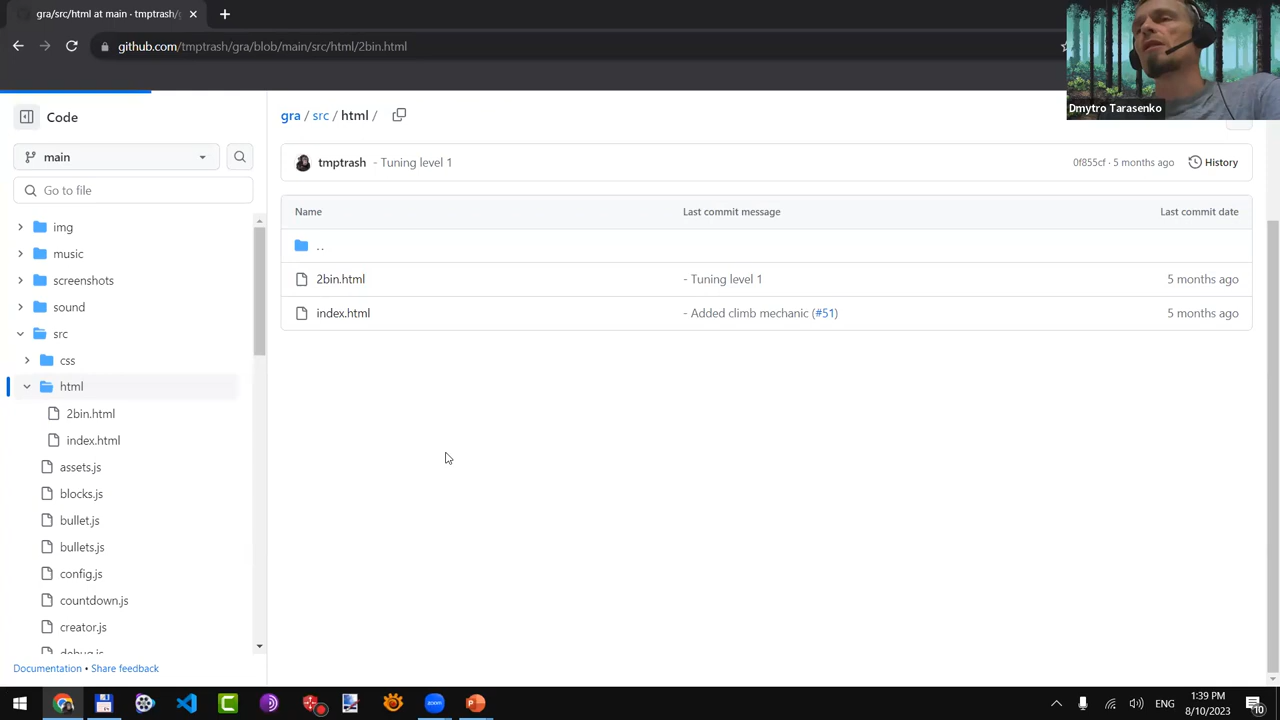 gra/src/html at main · tmptrash/g
github.com/tmptrash/gra/blob/main/src/html/2bin.html
Dmytro Tarasenko
Code
gra / src / html /
main
tmptrash - Tuning level 1
0f855cf · 5 months ago
History
Go to file
Name
Last commit message
Last commit date
img
music
screenshots
sound
src
css
html
2bin.html
index.html
assets.js
blocks.js
bullet.js
bullets.js
config.js
countdown.js
creator.js
debug.js
..
2bin.html
- Tuning level 1
5 months ago
index.html
- Added climb mechanic (#51)
5 months ago
Documentation • Share feedback
zoom
ENG
1:39 PM
8/10/2023
10